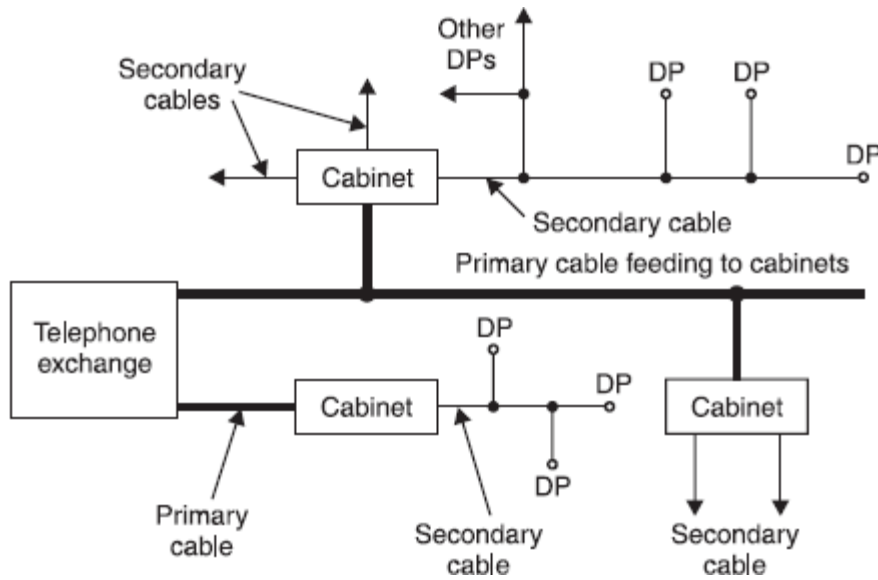 Other
DPs
Secondary
cables
DP
DP
DP
Cabinet
Secondary cable
Primary cable feeding to cabinets
Telephone
exchange
DP
DP
Cabinet
Cabinet
DP
Primary
cable
Secondary
cable
Secondary
cable